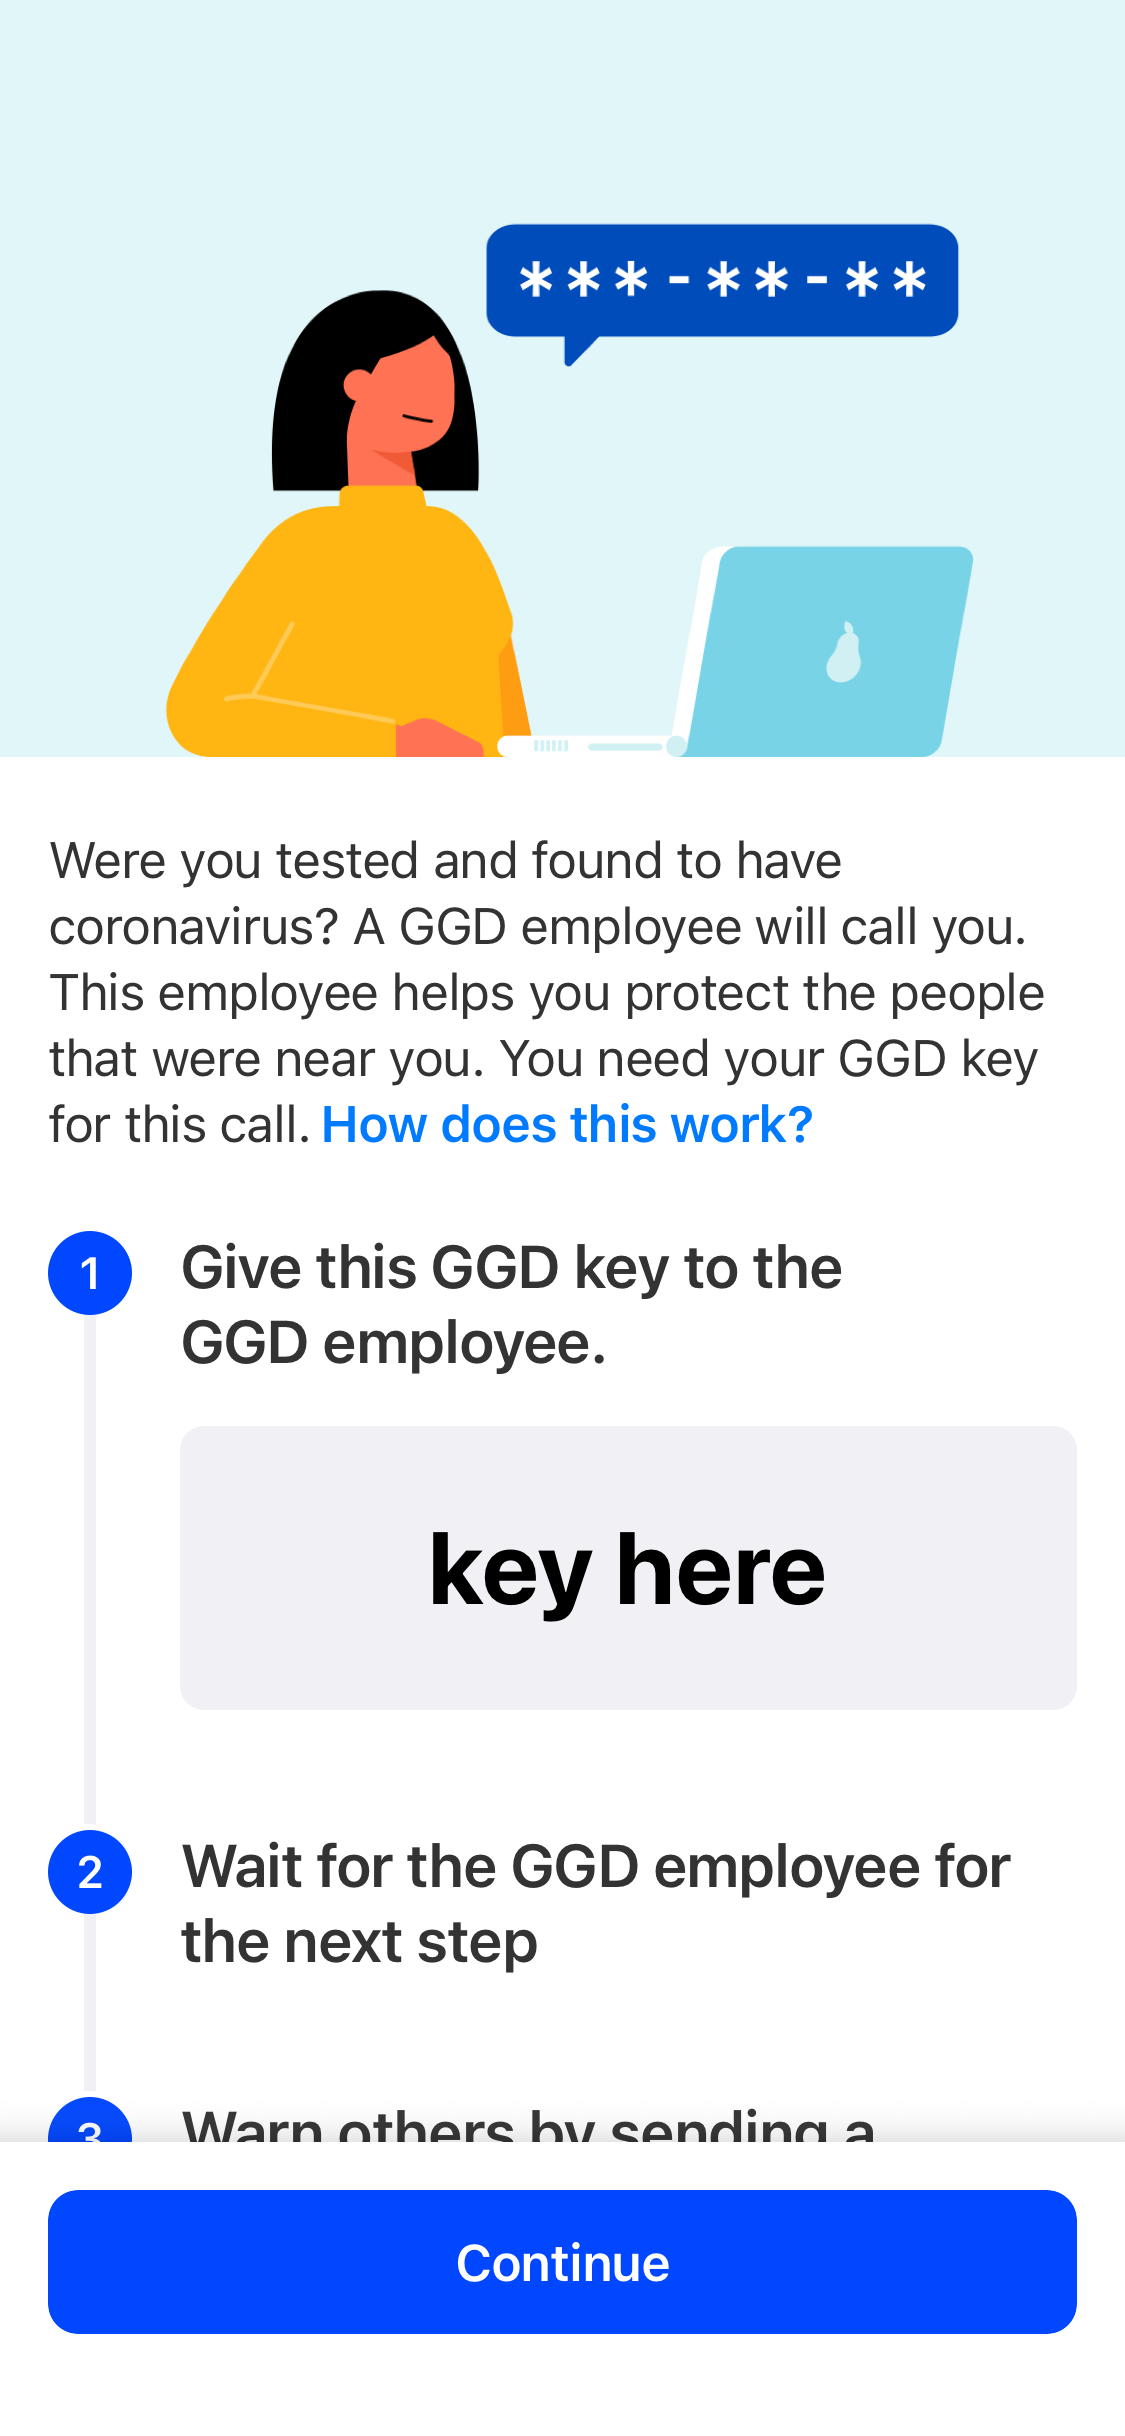 ***-**-**
Were you tested and found to have
coronavirus? A GGD employee will call you.
This employee helps you protect the people
that were near you. You need your GGD key
for this call. How does this work?
1
Give this GGD key to the
GGD employee.
key here
2
Wait for the GGD employee for
the next step
3
Warn others by sending a
Continue